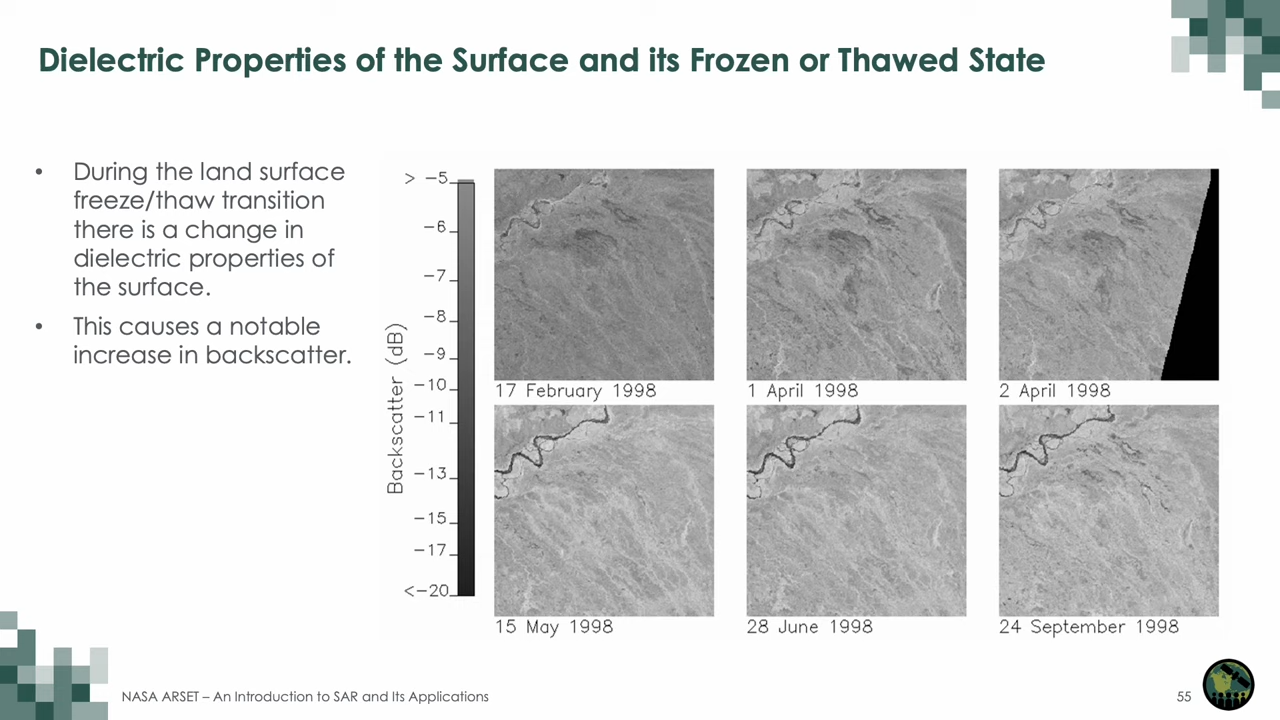 Dielectric Properties of the Surface and its Frozen or Thawed State
• During the land surface
freeze/thaw transition
there is a change in
dielectric properties of
the surface.
• This causes a notable
increase in backscatter.
Backscatter (dB)
> -5
-6
-7
-8
-9
-10
-11
-13
-15
-17
<-20
17 February 1998
1 April 1998
2 April 1998
15 May 1998
28 June 1998
24 September 1998
NASA ARSET – An Introduction to SAR and Its Applications
55